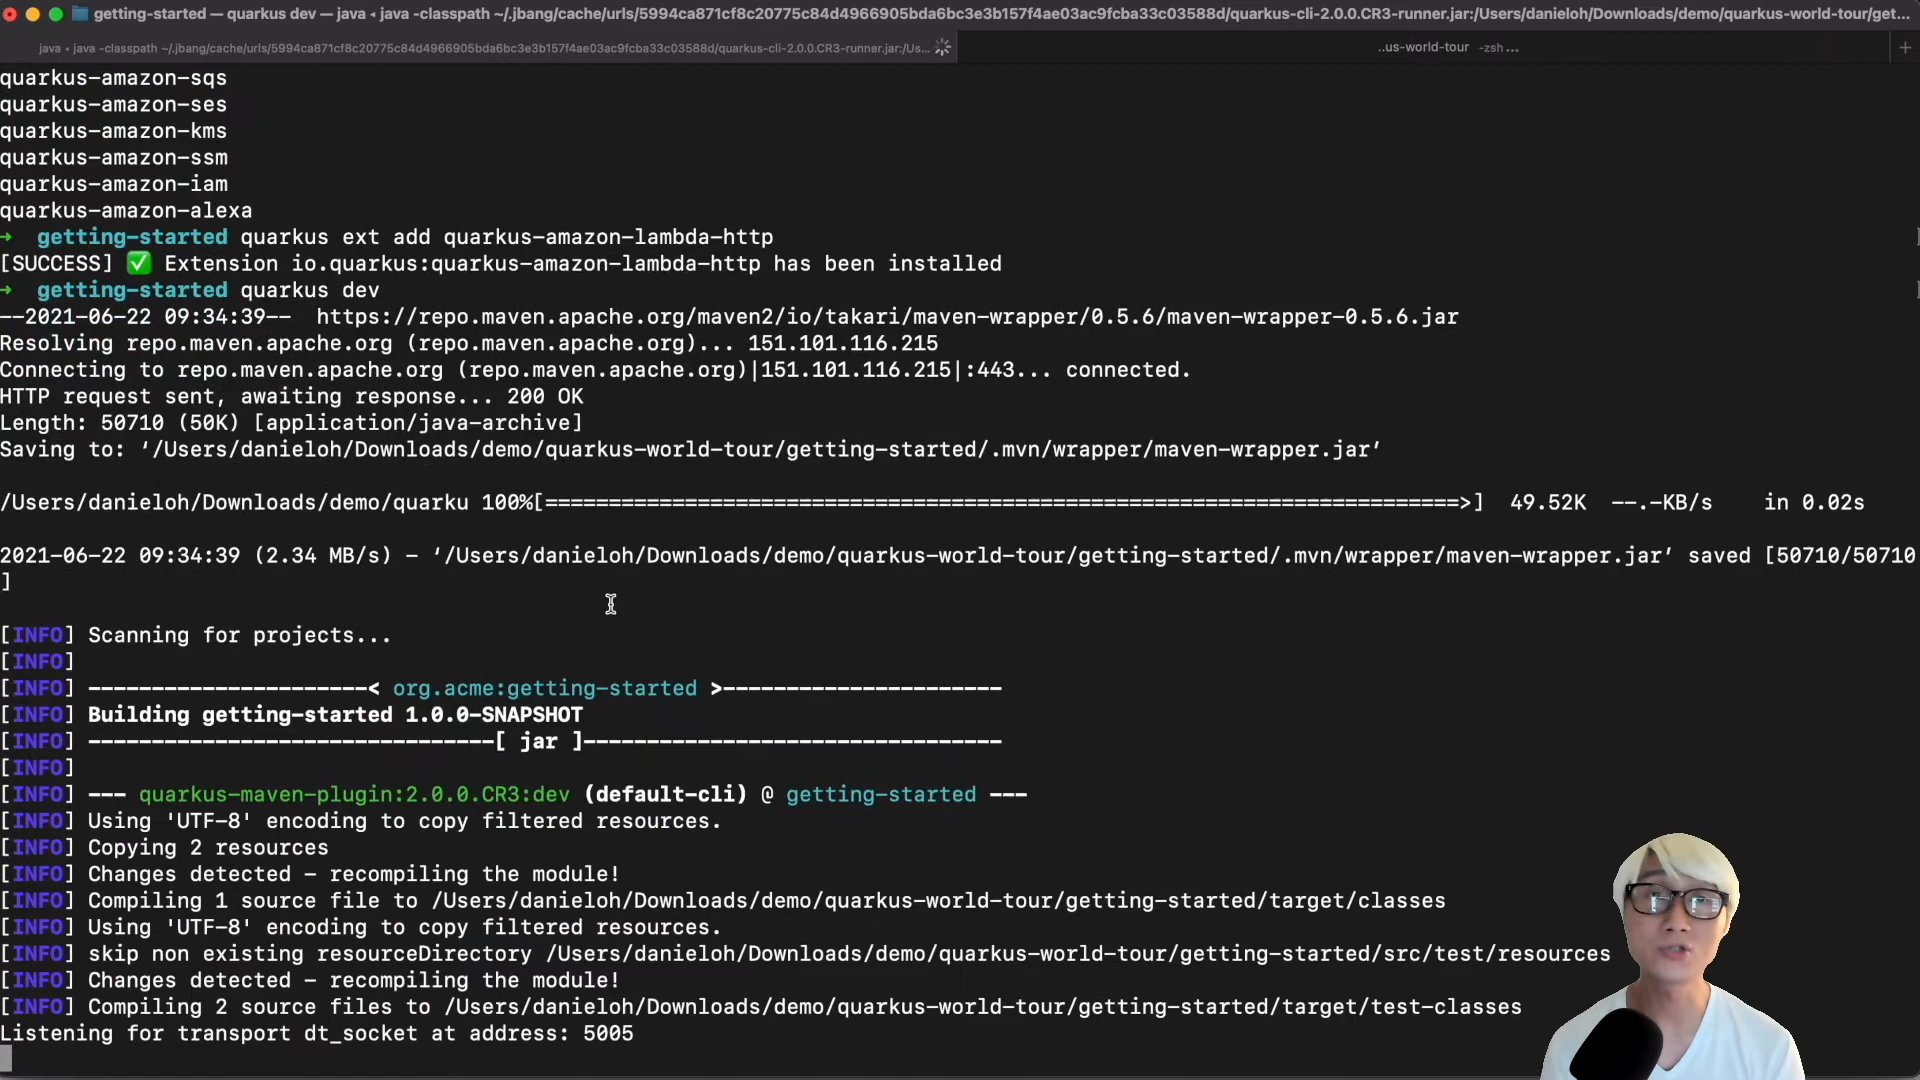 getting-started — quarkus dev — java ◂ java -classpath ~/.jbang/cache/urls/5994ca871cf8c20775c84d4966905bda6bc3e3b157f4ae03ac9fcba33c03588d/quarkus-cli-2.0.0.CR3-runner.jar:/Users/danieloh/Downloads/demo/quarkus-world-tour/get...
java ◂ java -classpath ~/.jbang/cache/urls/5994ca871cf8c20775c84d4966905bda6bc3e3b157f4ae03ac9fcba33c03588d/quarkus-cli-2.0.0.CR3-runner.jar:/Us...
..us-world-tour -zsh ...
quarkus-amazon-sqs
quarkus-amazon-ses
quarkus-amazon-kms
quarkus-amazon-ssm
quarkus-amazon-iam
quarkus-amazon-alexa
→ getting-started quarkus ext add quarkus-amazon-lambda-http
[SUCCESS] ✅ Extension io.quarkus:quarkus-amazon-lambda-http has been installed
→ getting-started quarkus dev
--2021-06-22 09:34:39-- https://repo.maven.apache.org/maven2/io/takari/maven-wrapper/0.5.6/maven-wrapper-0.5.6.jar
Resolving repo.maven.apache.org (repo.maven.apache.org)... 151.101.116.215
Connecting to repo.maven.apache.org (repo.maven.apache.org)|151.101.116.215|:443... connected.
HTTP request sent, awaiting response... 200 OK
Length: 50710 (50K) [application/java-archive]
Saving to: ‘/Users/danieloh/Downloads/demo/quarkus-world-tour/getting-started/.mvn/wrapper/maven-wrapper.jar’
/Users/danieloh/Downloads/demo/quarku 100%[========================================================================>] 49.52K --.-KB/s in 0.02s
2021-06-22 09:34:39 (2.34 MB/s) - ‘/Users/danieloh/Downloads/demo/quarkus-world-tour/getting-started/.mvn/wrapper/maven-wrapper.jar’ saved [50710/50710
]
[INFO] Scanning for projects...
[INFO]
[INFO] ----------------------< org.acme:getting-started >----------------------
[INFO] Building getting-started 1.0.0-SNAPSHOT
[INFO] --------------------------------[ jar ]---------------------------------
[INFO]
[INFO] --- quarkus-maven-plugin:2.0.0.CR3:dev (default-cli) @ getting-started ---
[INFO] Using 'UTF-8' encoding to copy filtered resources.
[INFO] Copying 2 resources
[INFO] Changes detected - recompiling the module!
[INFO] Compiling 1 source file to /Users/danieloh/Downloads/demo/quarkus-world-tour/getting-started/target/classes
[INFO] Using 'UTF-8' encoding to copy filtered resources.
[INFO] skip non existing resourceDirectory /Users/danieloh/Downloads/demo/quarkus-world-tour/getting-started/src/test/resources
[INFO] Changes detected - recompiling the module!
[INFO] Compiling 2 source files to /Users/danieloh/Downloads/demo/quarkus-world-tour/getting-started/target/test-classes
Listening for transport dt_socket at address: 5005